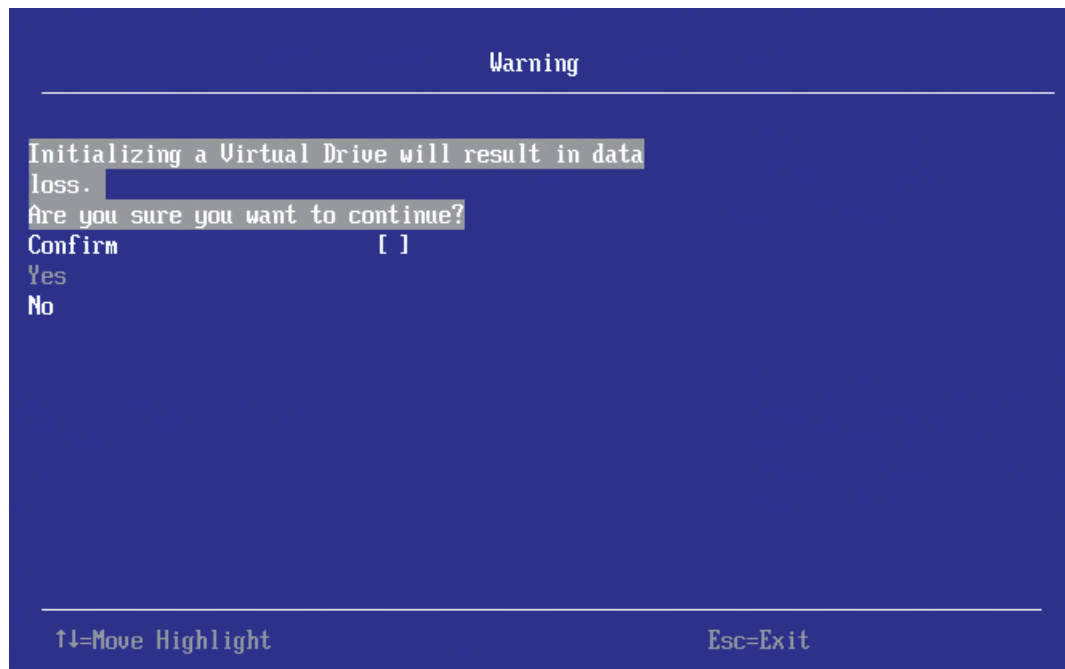 Warning
Initializing a Virtual Drive will result in data
loss.
Are you sure you want to continue?
Confirm [ ]
Yes
No
↑↓=Move Highlight Esc=Exit